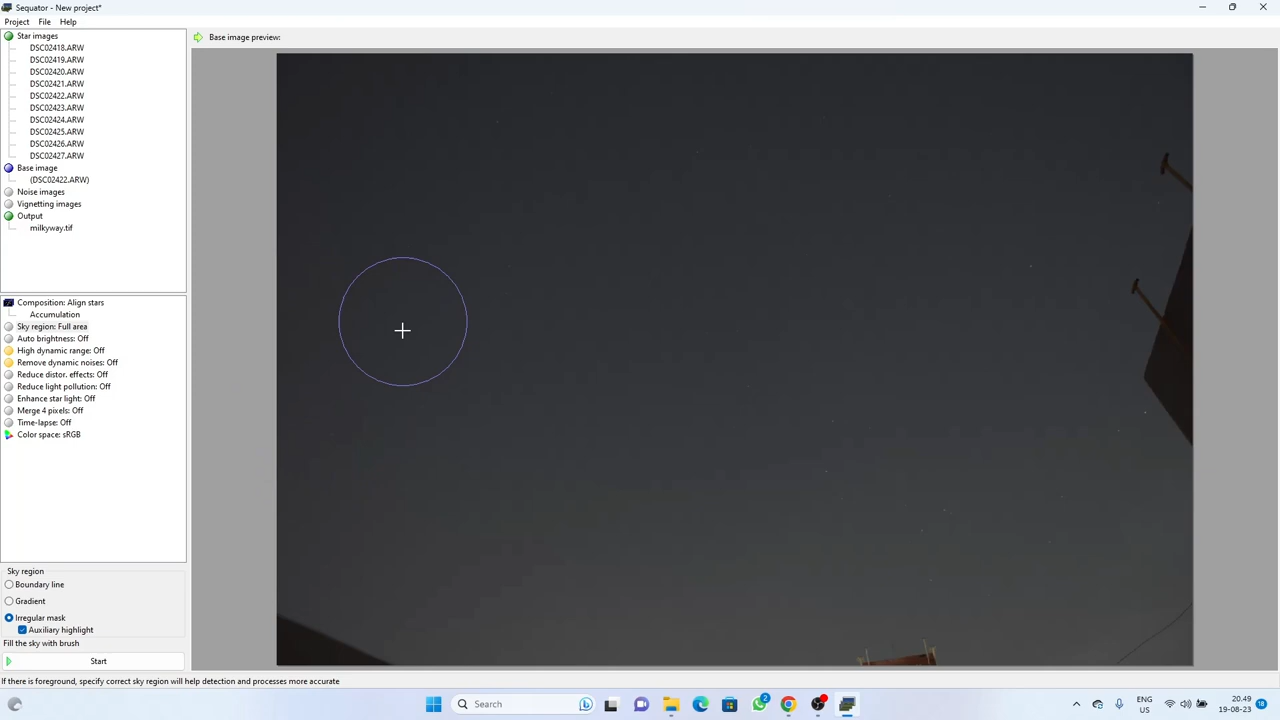 Sequator - New project*
Project File Help
Star images
DSC02418.ARW
DSC02419.ARW
DSC02420.ARW
DSC02421.ARW
DSC02422.ARW
DSC02423.ARW
DSC02424.ARW
DSC02425.ARW
DSC02426.ARW
DSC02427.ARW
Base image
(DSC02422.ARW)
Noise images
Vignetting images
Output
milkyway.tif
Base image preview:
Composition: Align stars
Accumulation
Sky region: Full area
Auto brightness: Off
High dynamic range: Off
Remove dynamic noises: Off
Reduce distor. effects: Off
Reduce light pollution: Off
Enhance star light: Off
Merge 4 pixels: Off
Time-lapse: Off
Color space: sRGB
Sky region
Boundary line
Gradient
Irregular mask
Auxiliary highlight
Fill the sky with brush
Start
If there is foreground, specify correct sky region will help detection and processes more accurate
Search
2
ENG
US
20.49
19-08-23
18